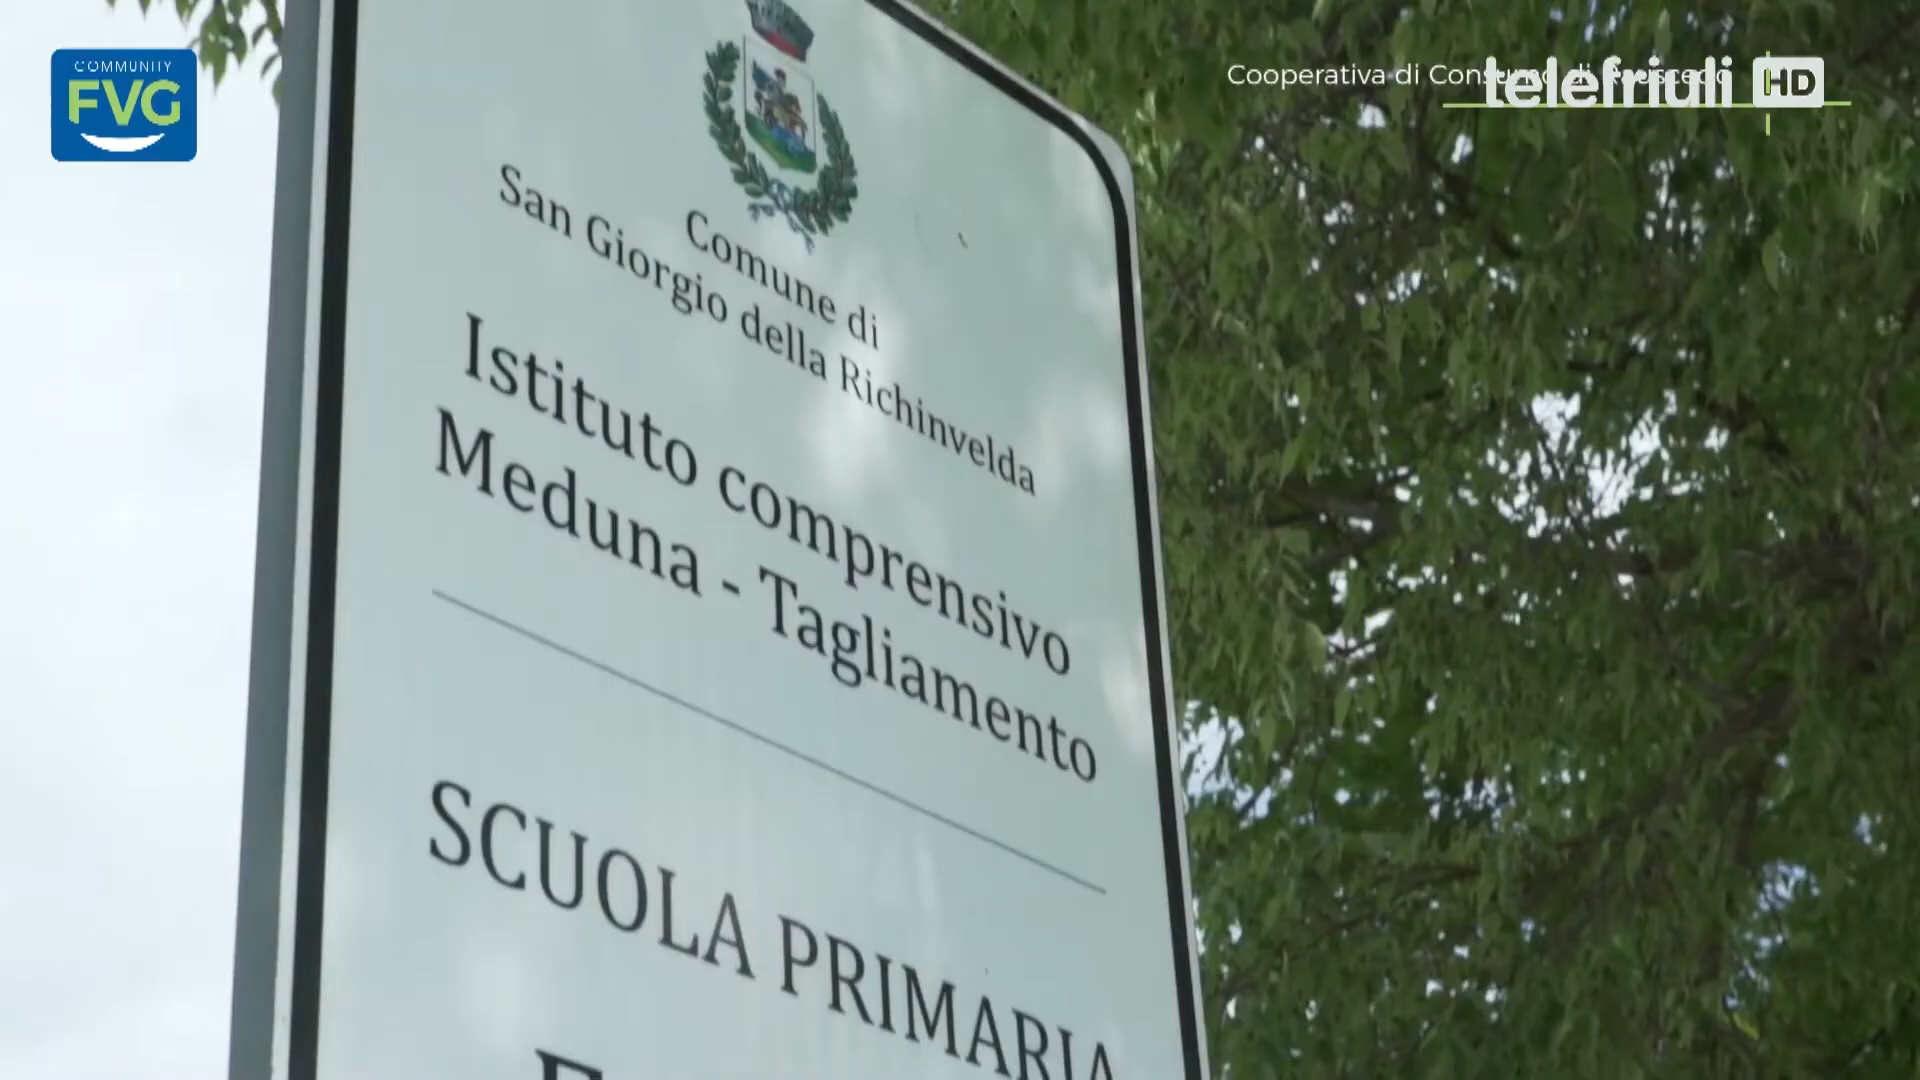 COMMUNITY
FVG
Cooperativa di Consumo di Rauscedo
telefriuli HD
Comune di
San Giorgio della Richinvelda
Istituto comprensivo
Meduna - Tagliamento
SCUOLA PRIMARIA